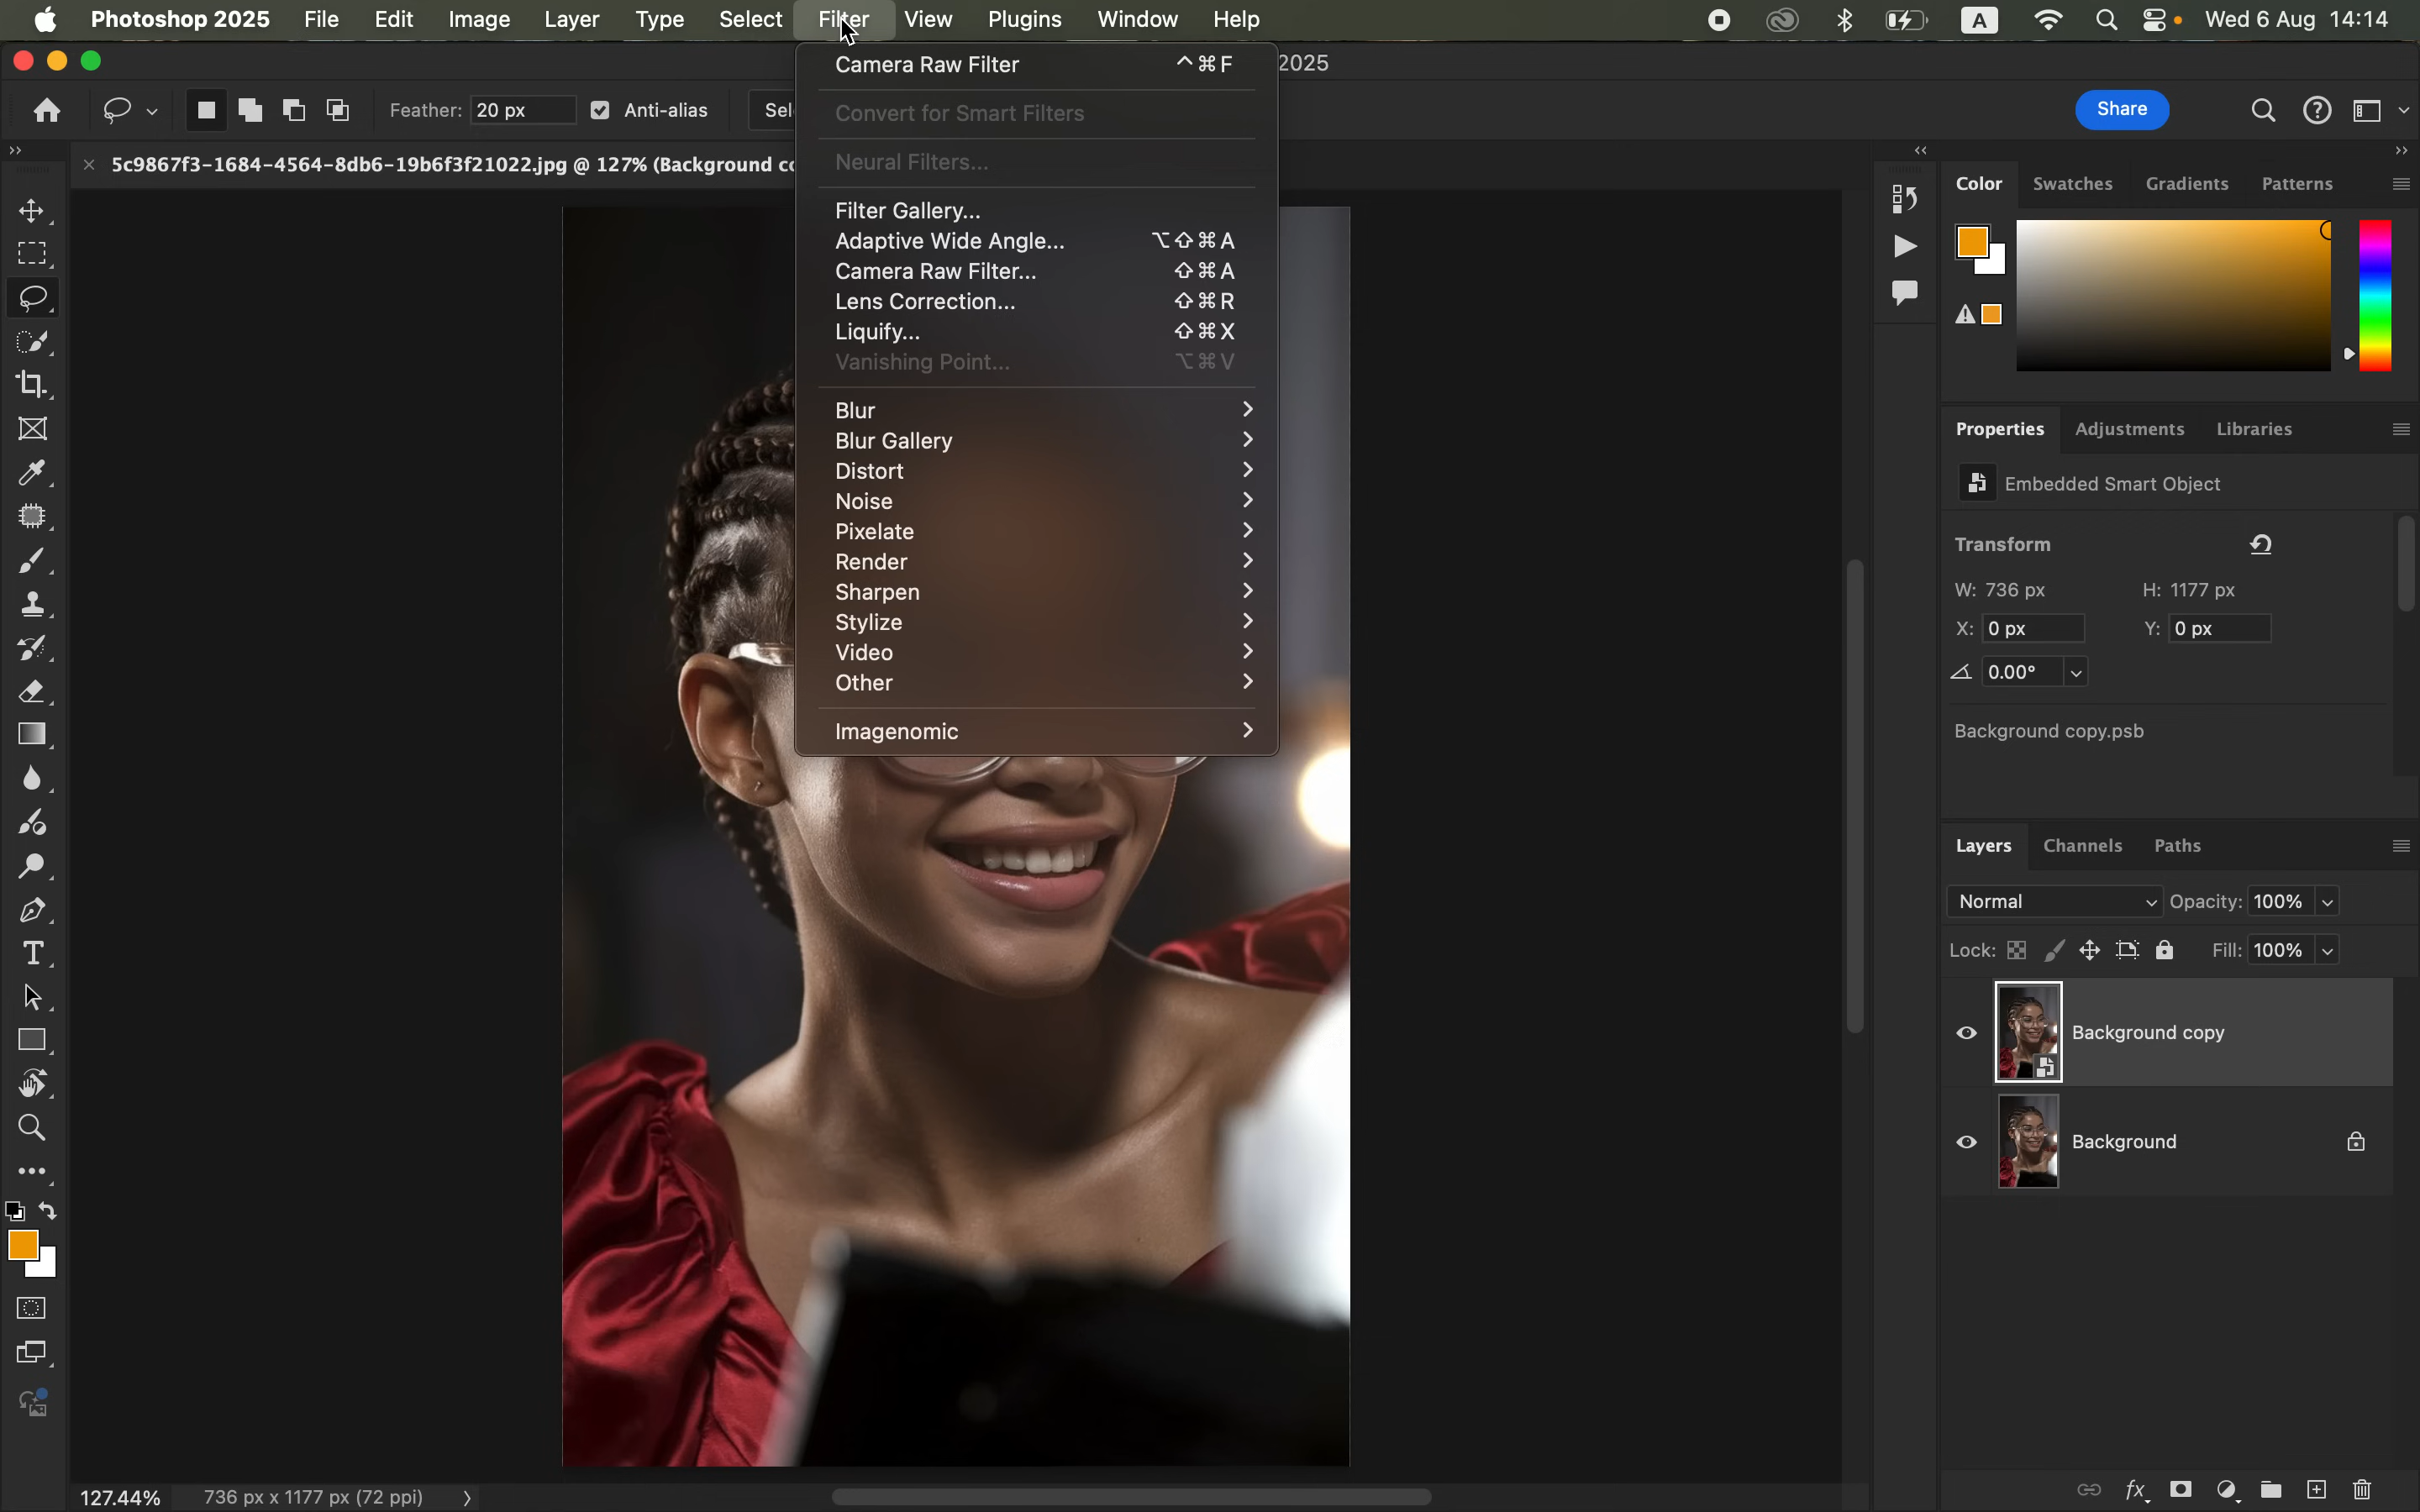 Photoshop 2025 File Edit Image Layer Type Select Filter View Plugins Window Help A Wed 6 Aug 14:14
2025
Feather: 20 px Anti-alias Share
5c9867f3-1684-4564-8db6-19b6f3f21022.jpg @ 127% (Background
Camera Raw Filter ^⌘F
Convert for Smart Filters
Neural Filters...
Filter Gallery...
Adaptive Wide Angle... ⌥⇧⌘A
Camera Raw Filter... ⇧⌘A
Lens Correction... ⇧⌘R
Liquify... ⇧⌘X
Vanishing Point... ⌥⌘V
Blur
Blur Gallery
Distort
Noise
Pixelate
Render
Sharpen
Stylize
Video
Other
Imagenomic
Color Swatches Gradients Patterns
Properties Adjustments Libraries
Embedded Smart Object
Transform
W: 736 px H: 1177 px
X: 0 px Y: 0 px
0.00°
Background copy.psb
Layers Channels Paths
Normal Opacity: 100%
Lock: Fill: 100%
Background copy
Background
127.44% 736 px x 1177 px (72 ppi)